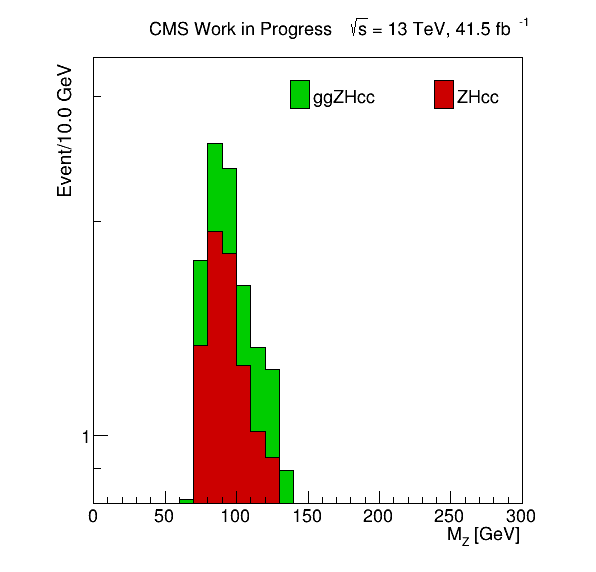 CMS Work in Progress √s = 13 TeV, 41.5 fb -1
Event/10.0 GeV
ggZHcc
ZHcc
1
0 50 100 150 200 250 300
MZ [GeV]